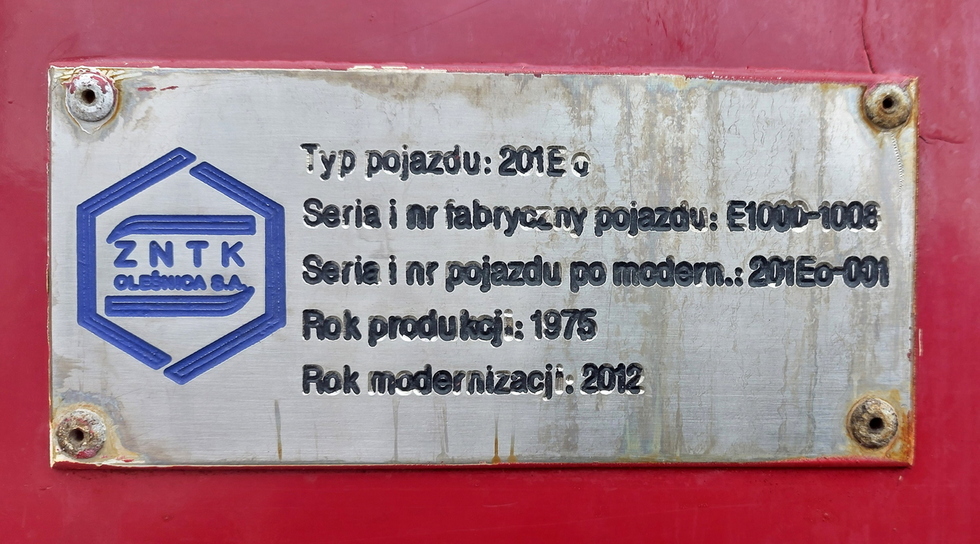 ZNTK
OLEŚNICA S.A.
Typ pojazdu: 201Eo
Seria i nr fabryczny pojazdu: E1000-1008
Seria i nr pojazdu po modern.: 201Eo-001
Rok produkcji: 1975
Rok modernizacji: 2012